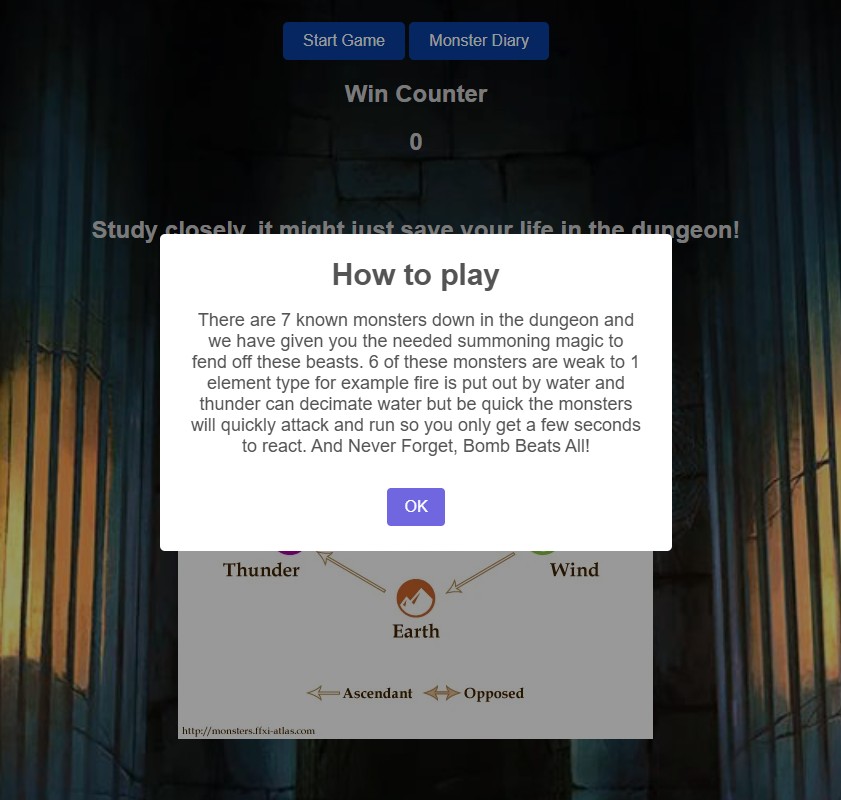 Start Game Monster Diary
Win Counter
0
Study closely, it might just save your life in the dungeon!
How to play
There are 7 known monsters down in the dungeon and
we have given you the needed summoning magic to
fend off these beasts. 6 of these monsters are weak to 1
element type for example fire is put out by water and
thunder can decimate water but be quick the monsters
will quickly attack and run so you only get a few seconds
to react. And Never Forget, Bomb Beats All!
OK
Thunder Wind
Earth
Ascendant Opposed
http://monsters.ffxi-atlas.com